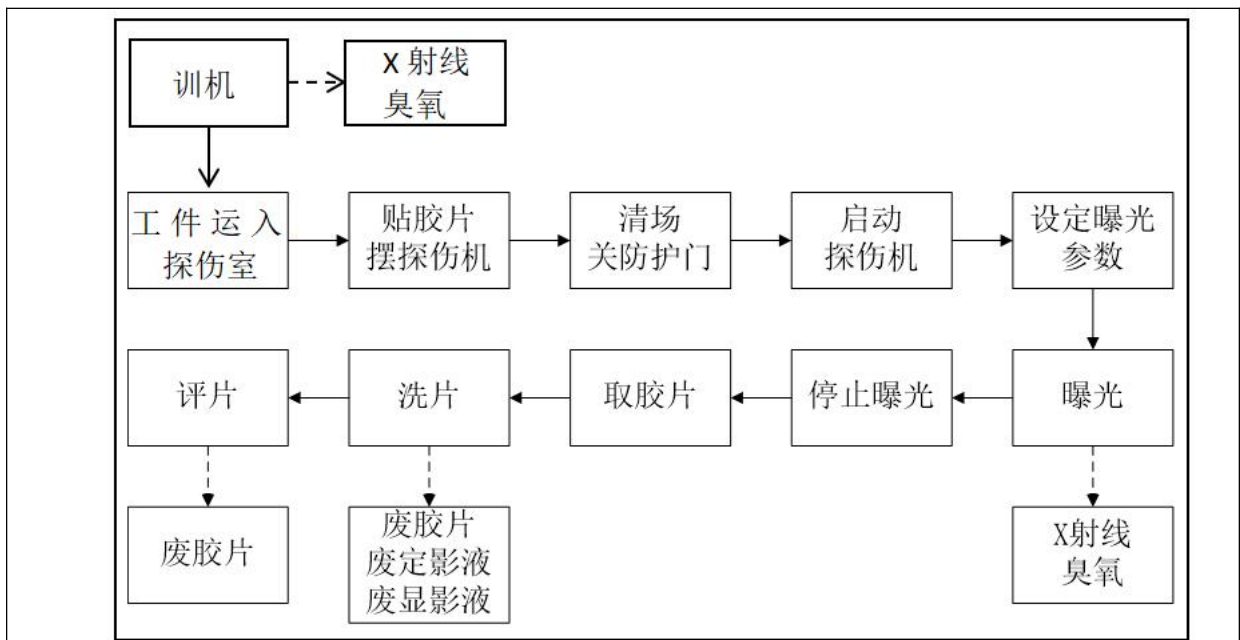 训机
X 射线
臭氧
工 件 运 入
探伤室
贴胶片
摆探伤机
清场
关防护门
启动
探伤机
设定曝光
参数
评片
洗片
取胶片
停止曝光
曝光
废胶片
废胶片
废定影液
废显影液
X射线
臭氧